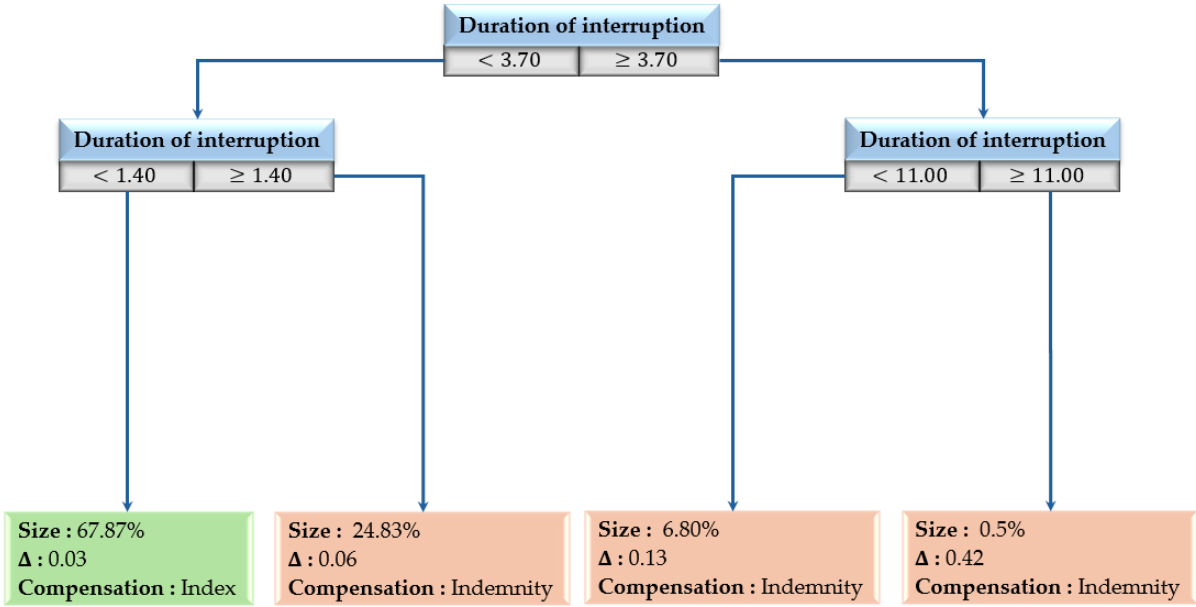 Duration of interruption
< 3.70 ≥ 3.70
Duration of interruption
< 1.40 ≥ 1.40
Duration of interruption
< 11.00 ≥ 11.00
Size : 67.87%
Δ : 0.03
Compensation : Index
Size : 24.83%
Δ : 0.06
Compensation : Indemnity
Size : 6.80%
Δ : 0.13
Compensation : Indemnity
Size : 0.5%
Δ : 0.42
Compensation : Indemnity